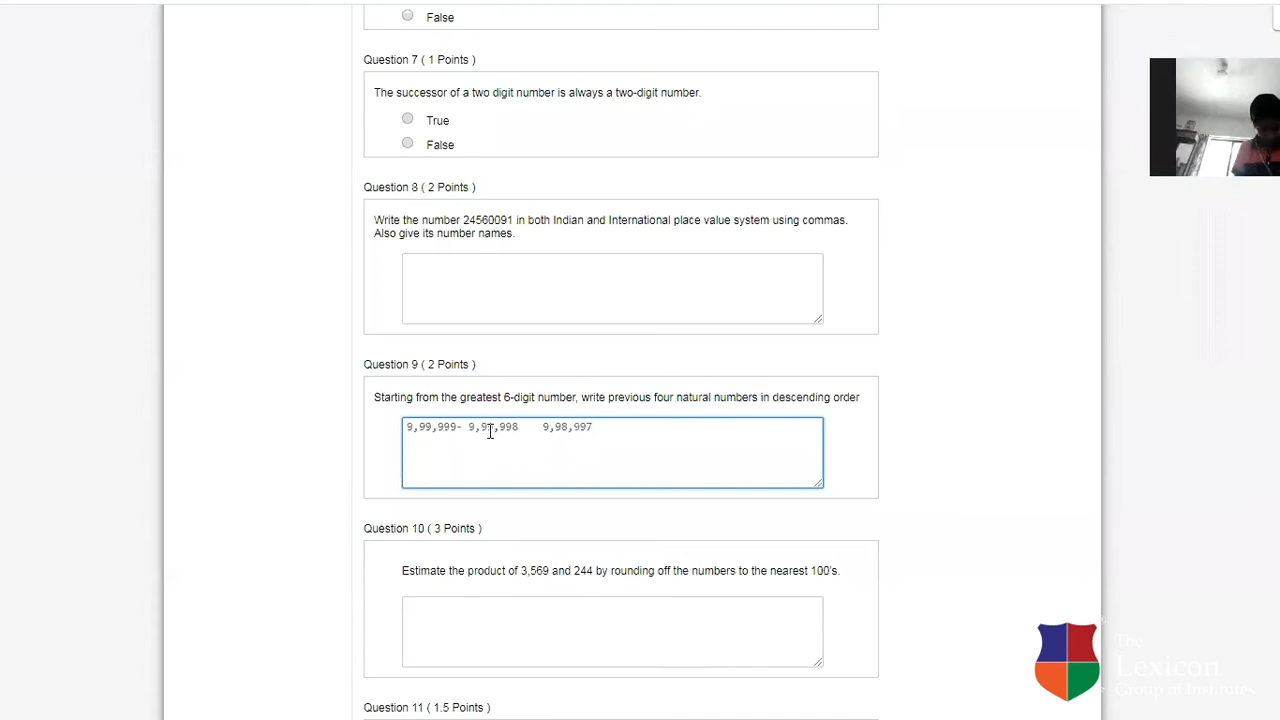 False
Question 7 ( 1 Points )
The successor of a two digit number is always a two-digit number.
True
False
Question 8 ( 2 Points )
Write the number 24560091 in both Indian and International place value system using commas.
Also give its number names.
Question 9 ( 2 Points )
Starting from the greatest 6-digit number, write previous four natural numbers in descending order
9,99,999- 9,99,998 9,98,997
Question 10 ( 3 Points )
Estimate the product of 3,569 and 244 by rounding off the numbers to the nearest 100's.
The
Lexicon
Group of Institutes
Question 11 ( 1.5 Points )